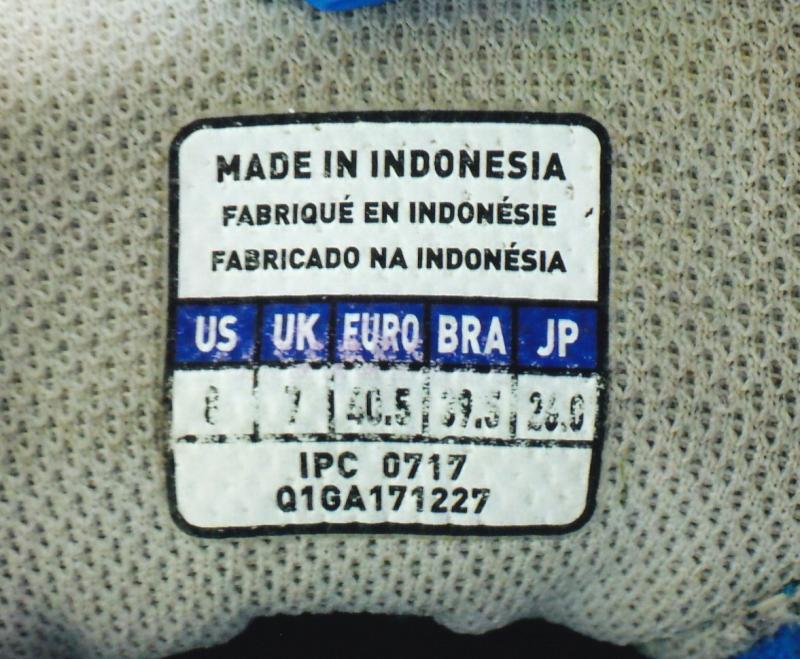 MADE IN INDONESIA
FABRIQUÉ EN INDONÉSIE
FABRICADO NA INDONÉSIA
US UK EURO BRA JP
8 7 40.5 39.5 26.0
IPC 0717
Q1GA171227